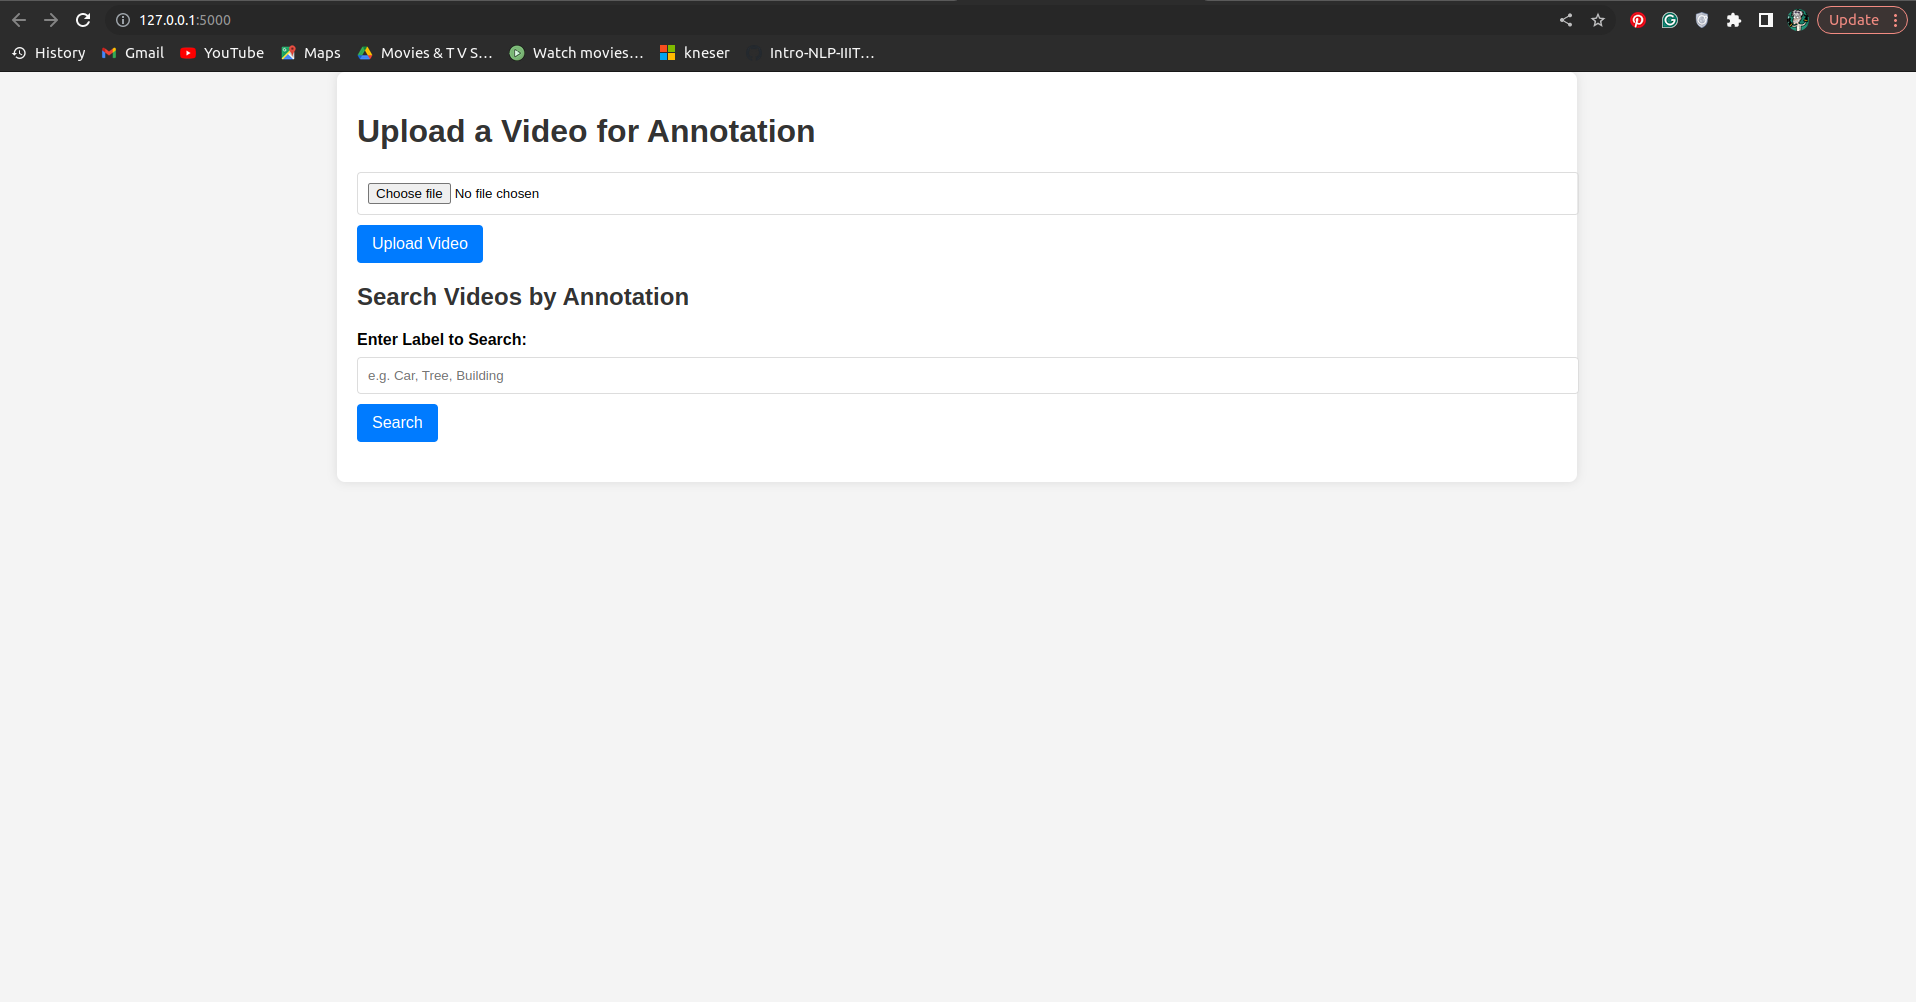 127.0.0.1:5000
Update
History Gmail YouTube Maps Movies & T V S... Watch movies... kneser Intro-NLP-IIIT...
Upload a Video for Annotation
Choose file No file chosen
Upload Video
Search Videos by Annotation
Enter Label to Search:
e.g. Car, Tree, Building
Search